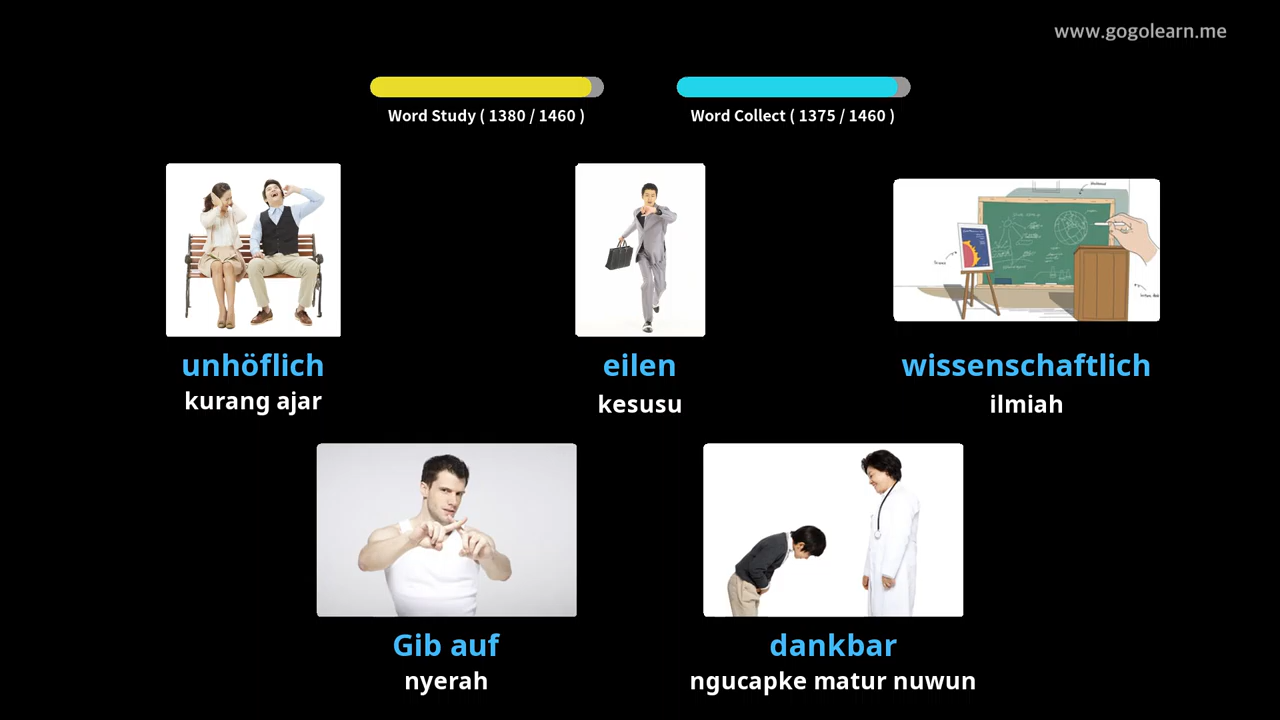 www.gogolearn.me
Word Study ( 1380 / 1460 )
Word Collect ( 1375 / 1460 )
unhöflich
kurang ajar
eilen
kesusu
wissenschaftlich
ilmiah
Gib auf
nyerah
dankbar
ngucapke matur nuwun